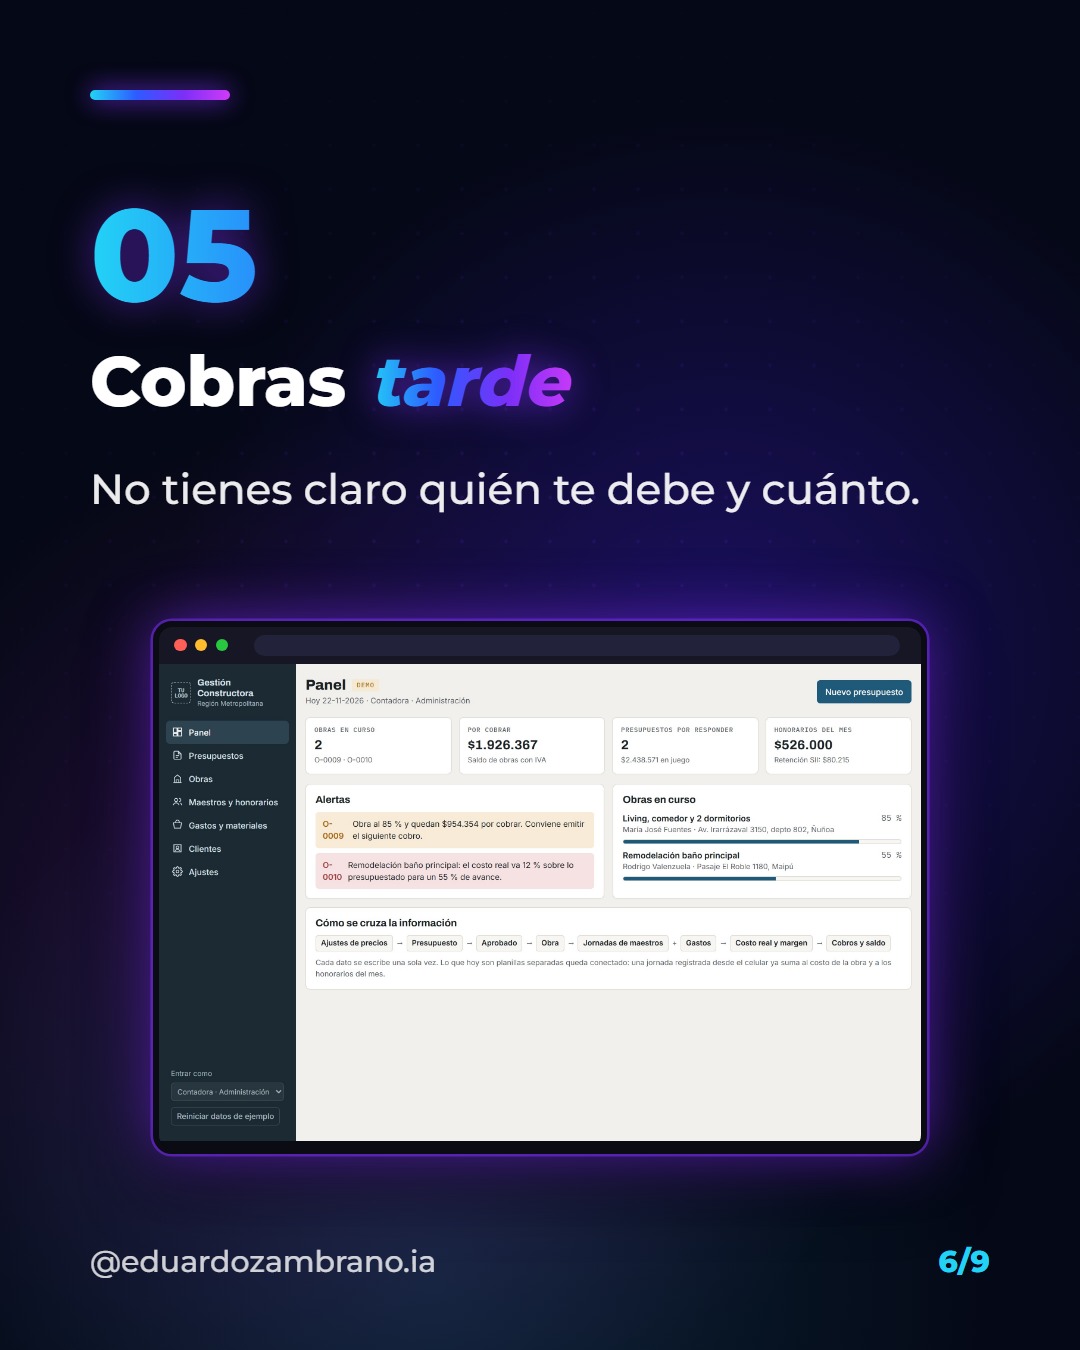 05
Cobras tarde
No tienes claro quién te debe y cuánto.
TU
LOGO
Gestión
Constructora
Región Metropolitana
Panel
Presupuestos
Obras
Maestros y honorarios
Gastos y materiales
Clientes
Ajustes
Entrar como
Contadora · Administración
Reiniciar datos de ejemplo
Panel DEMO
Hoy 22-11-2026 · Contadora · Administración
Nuevo presupuesto
OBRAS EN CURSO
2
O-0009 · O-0010
POR COBRAR
$1.926.367
Saldo de obras con IVA
PRESUPUESTOS POR RESPONDER
2
$2.438.571 en juego
HONORARIOS DEL MES
$526.000
Retención SII: $80.215
Alertas
O-0009 Obra al 85 % y quedan $954.354 por cobrar. Conviene emitir
el siguiente cobro.
O-0010 Remodelación baño principal: el costo real va 12 % sobre lo
presupuestado para un 55 % de avance.
Obras en curso
Living, comedor y 2 dormitorios 85 %
María José Fuentes · Av. Irarrázaval 3150, depto 802, Ñuñoa
Remodelación baño principal 55 %
Rodrigo Valenzuela · Pasaje El Roble 1180, Maipú
Cómo se cruza la información
Ajustes de precios → Presupuesto → Aprobado → Obra → Jornadas de maestros + Gastos → Costo real y margen → Cobros y saldo
Cada dato se escribe una sola vez. Lo que hoy son planillas separadas queda conectado: una jornada registrada desde el celular ya suma al costo de la obra y a los
honorarios del mes.
@eduardozambrano.ia
6/9